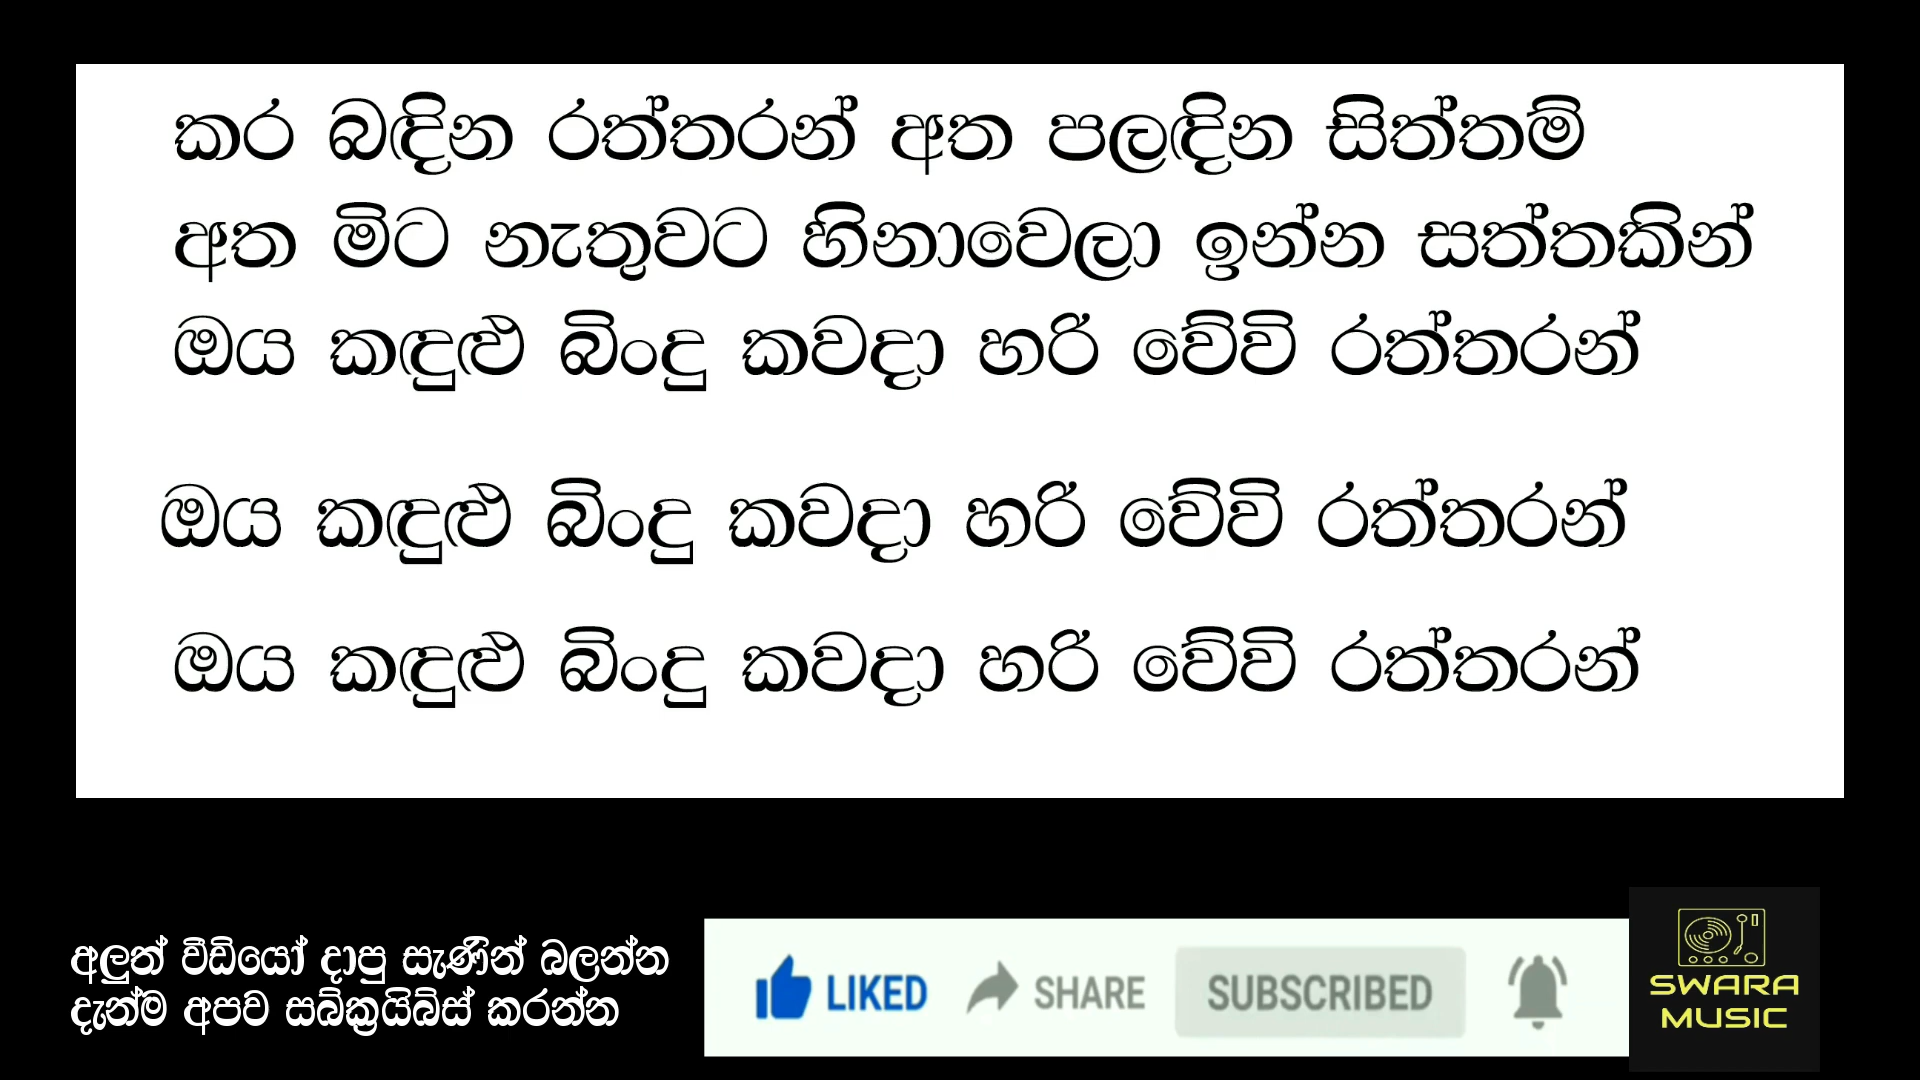 කර බඳින රත්තරන් අත පලඳින සිත්තම්
අත මිට නැතුවට හිනාවෙලා ඉන්න සත්තකින්
ඔය කඳුළු බිංදු කවදා හරි වේවි රත්තරන්
ඔය කඳුළු බිංදු කවදා හරි වේවි රත්තරන්
ඔය කඳුළු බිංදු කවදා හරි වේවි රත්තරන්
අලුත් වීඩියෝ දාපු සැණින් බලන්න
දැන්ම අපව සබ්ක්‍රයිබ්ස් කරන්න
LIKED SHARE SUBSCRIBED
SWARA
MUSIC